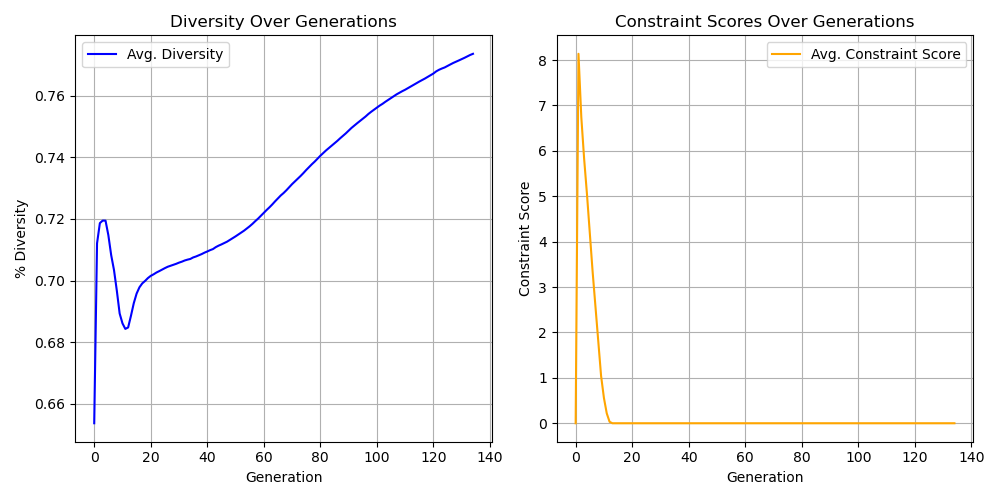 Diversity Over Generations
Avg. Diversity
% Diversity
0.76
0.74
0.72
0.70
0.68
0.66
0 20 40 60 80 100 120 140
Generation
Constraint Scores Over Generations
Avg. Constraint Score
Constraint Score
8
7
6
5
4
3
2
1
0
0 20 40 60 80 100 120 140
Generation